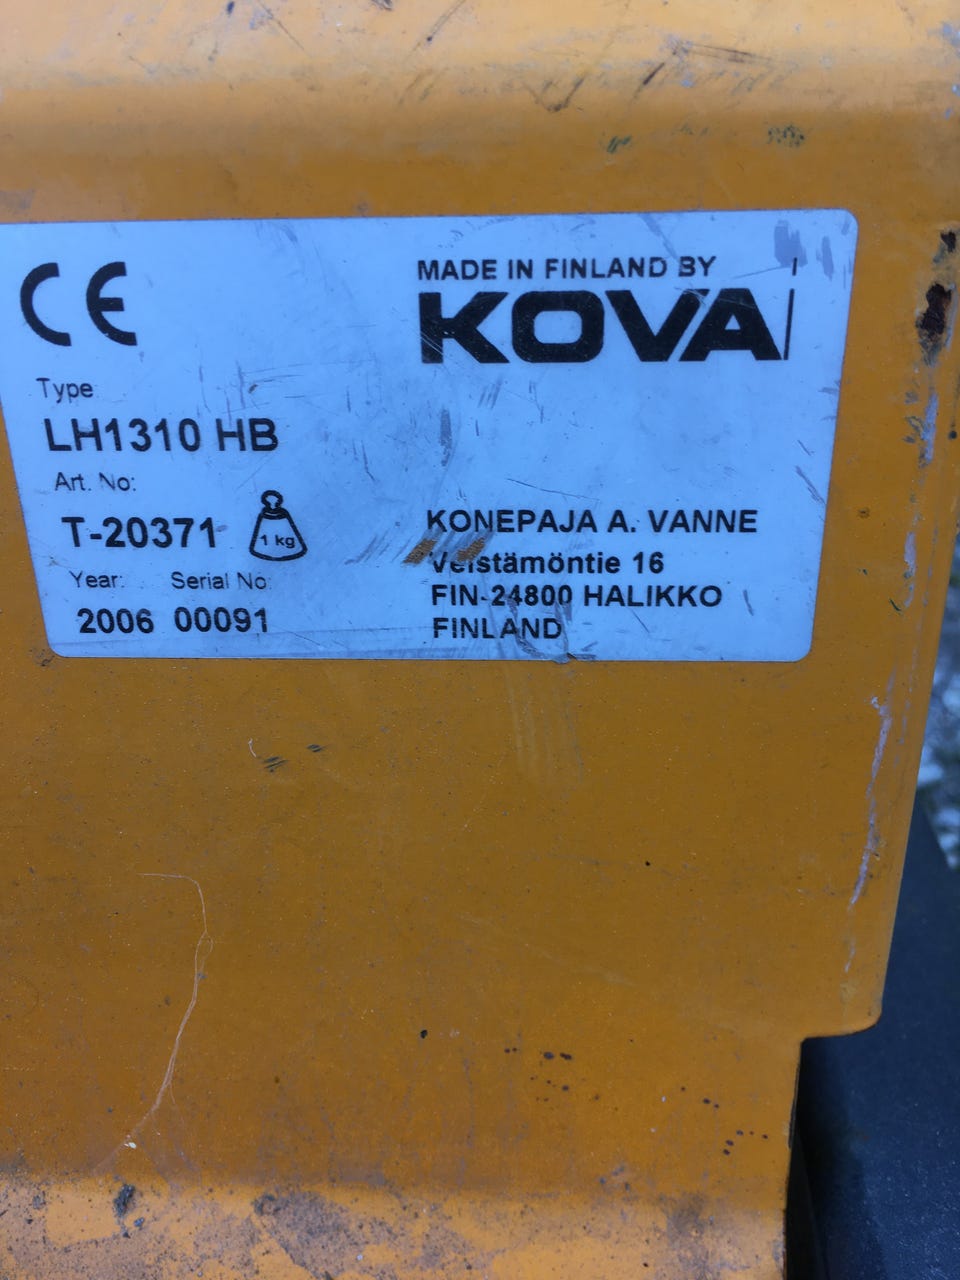 CE
MADE IN FINLAND BY
KOVA
Type
LH1310 HB
Art. No:
T-20371
1 kg
Year: Serial No:
2006 00091
KONEPAJA A. VANNE
Veistämöntie 16
FIN-24800 HALIKKO
FINLAND